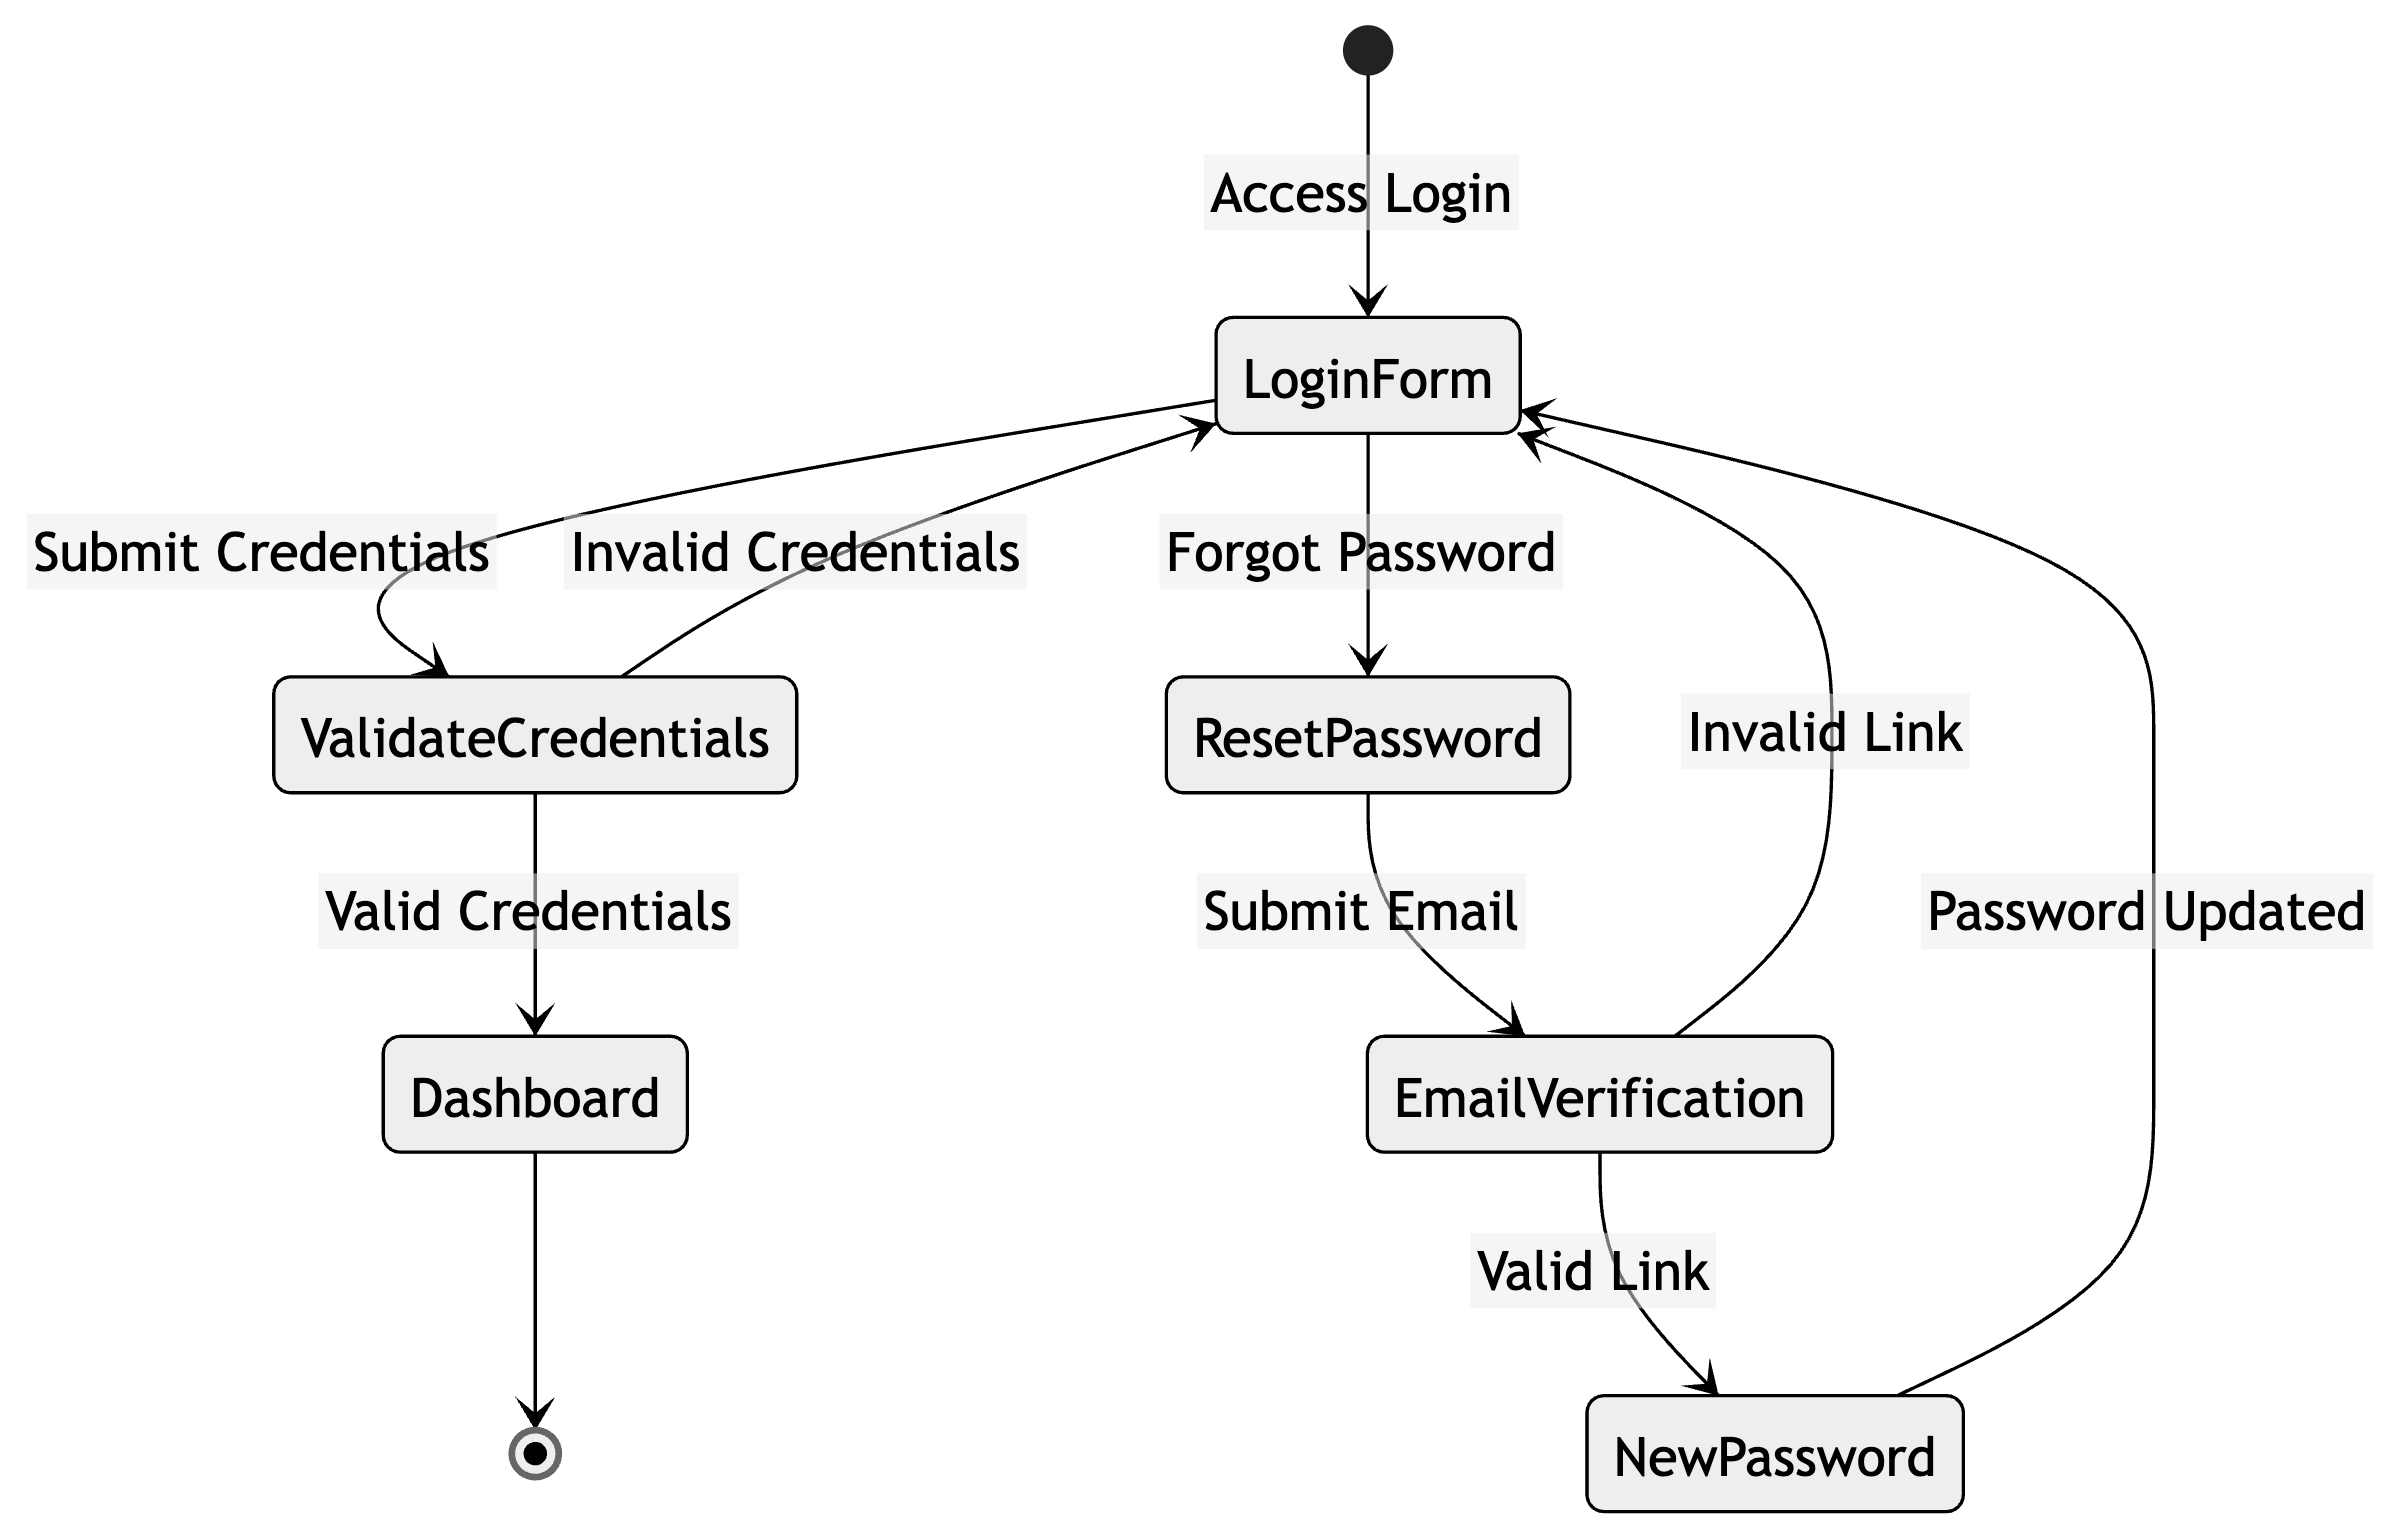 Access Login
LoginForm
Submit Credentials
Invalid Credentials
Forgot Password
ValidateCredentials
ResetPassword
Invalid Link
Valid Credentials
Submit Email
Password Updated
Dashboard
EmailVerification
Valid Link
NewPassword